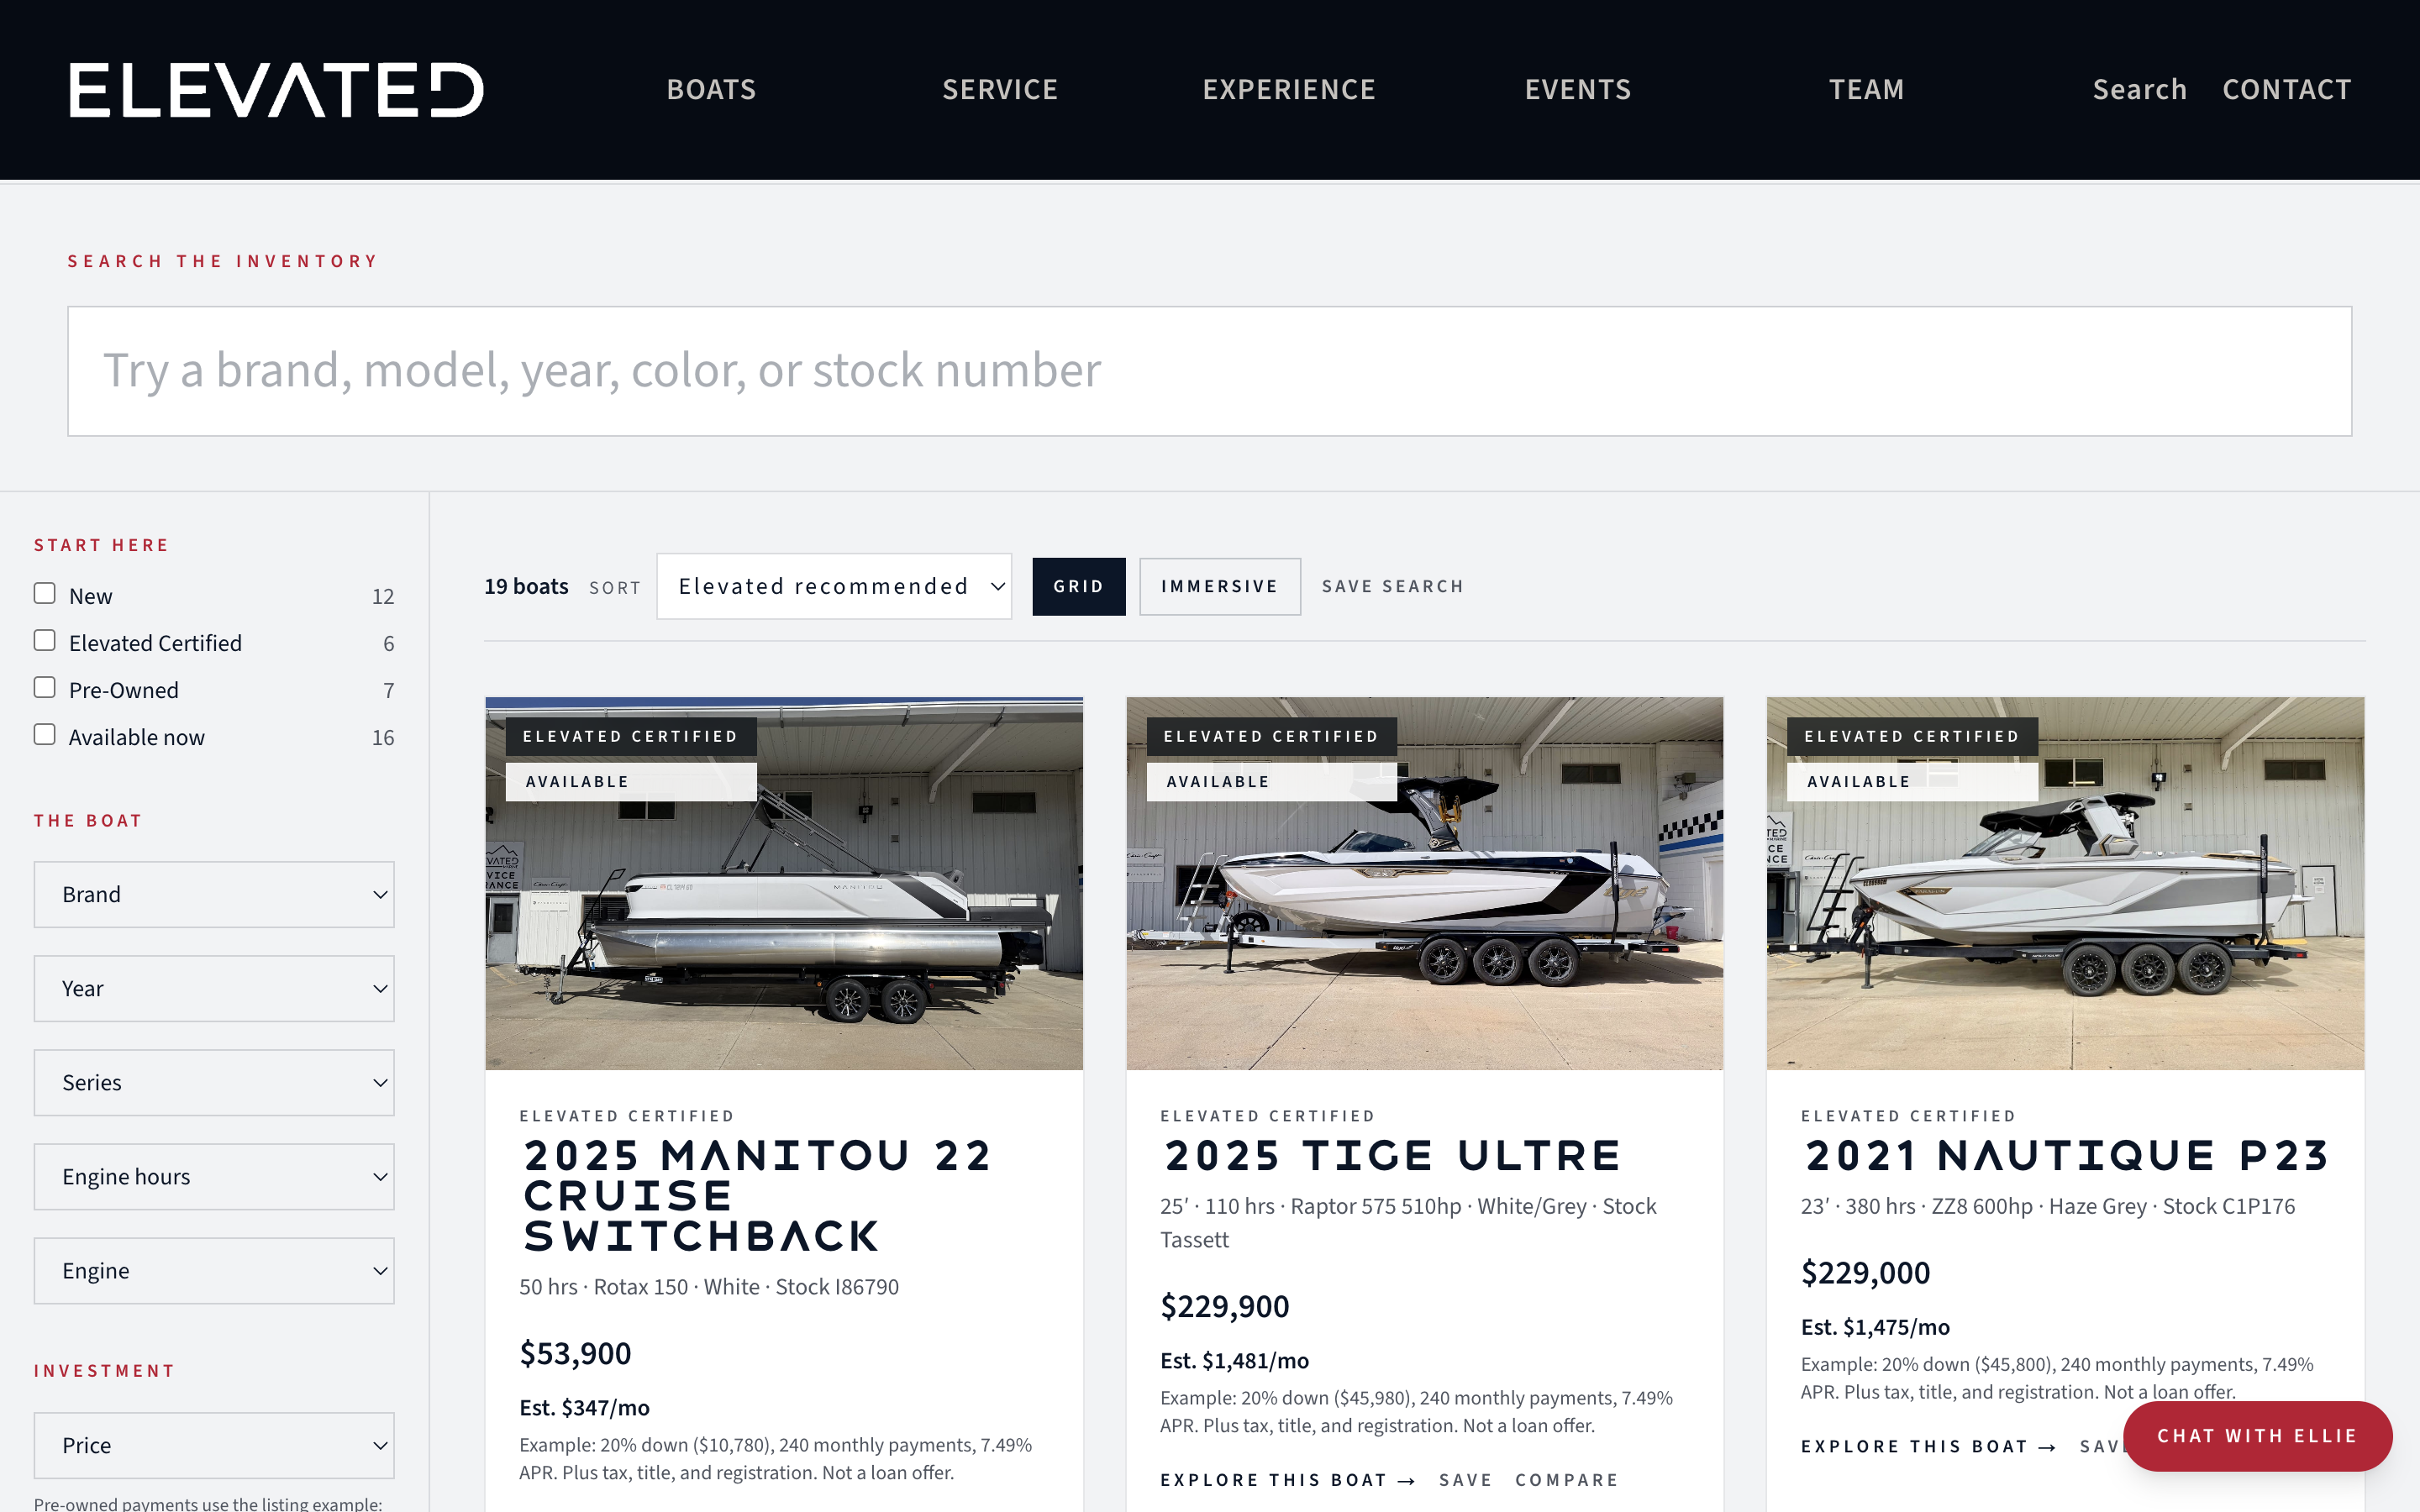 ELEVATED
BOATS
SERVICE
EXPERIENCE
EVENTS
TEAM
Search
CONTACT
SEARCH THE INVENTORY
Try a brand, model, year, color, or stock number
START HERE
New 12
Elevated Certified 6
Pre-Owned 7
Available now 16
THE BOAT
Brand
Year
Series
Engine hours
Engine
INVESTMENT
Price
Pre-owned payments use the listing example:
19 boats SORT Elevated recommended GRID IMMERSIVE SAVE SEARCH
ELEVATED CERTIFIED
AVAILABLE
MANITOU
ELEVATED CERTIFIED
2025 MANITOU 22
CRUISE
SWITCHBACK
50 hrs · Rotax 150 · White · Stock I86790
$53,900
Est. $347/mo
Example: 20% down ($10,780), 240 monthly payments, 7.49%
APR. Plus tax, title, and registration. Not a loan offer.
ELEVATED CERTIFIED
AVAILABLE
ELEVATED CERTIFIED
2025 TIGE ULTRE
25′ · 110 hrs · Raptor 575 510hp · White/Grey · Stock
Tassett
$229,900
Est. $1,481/mo
Example: 20% down ($45,980), 240 monthly payments, 7.49%
APR. Plus tax, title, and registration. Not a loan offer.
EXPLORE THIS BOAT → SAVE COMPARE
ELEVATED CERTIFIED
AVAILABLE
ELEVATED CERTIFIED
2021 NAUTIQUE P23
23′ · 380 hrs · ZZ8 600hp · Haze Grey · Stock C1P176
$229,000
Est. $1,475/mo
Example: 20% down ($45,800), 240 monthly payments, 7.49%
APR. Plus tax, title, and registration. Not a loan offer.
EXPLORE THIS BOAT →
CHAT WITH ELLIE